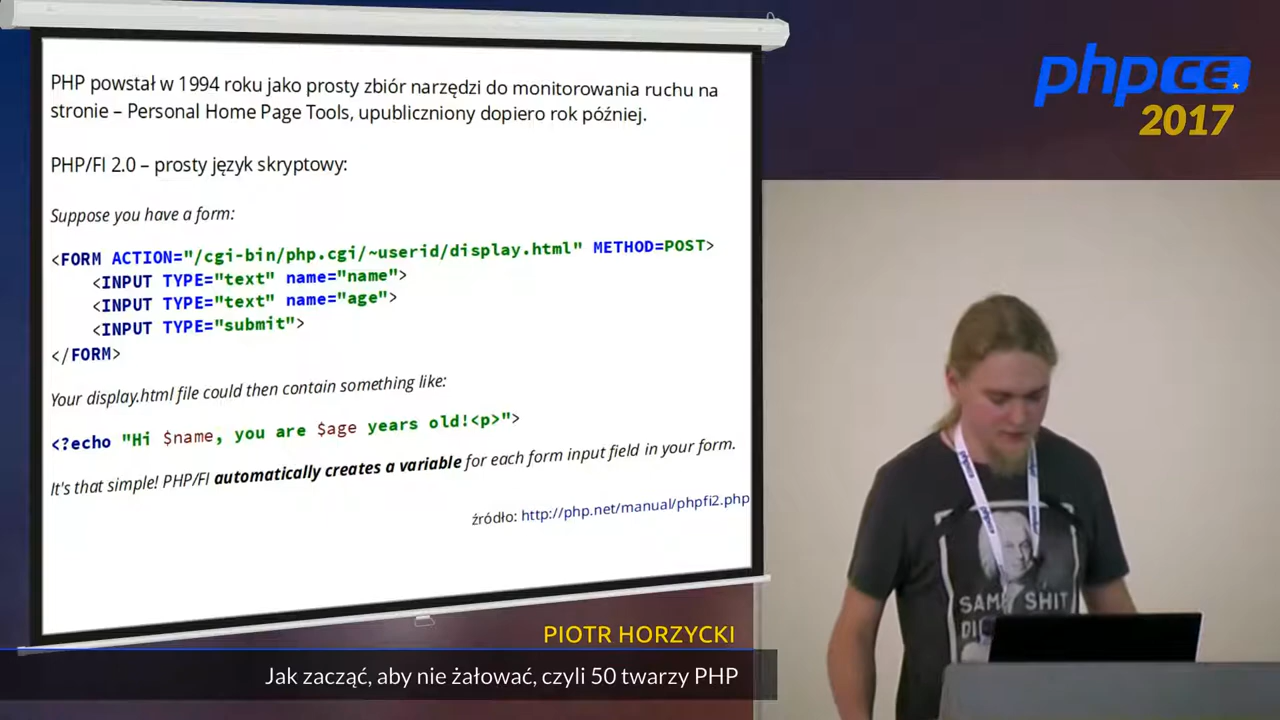 PHP powstał w 1994 roku jako prosty zbiór narzędzi do monitorowania ruchu na
stronie – Personal Home Page Tools, upubliczniony dopiero rok później.
PHP/FI 2.0 – prosty język skryptowy:
Suppose you have a form:
<FORM ACTION="/cgi-bin/php.cgi/~userid/display.html" METHOD=POST>
<INPUT TYPE="text" name="name">
<INPUT TYPE="text" name="age">
<INPUT TYPE="submit">
</FORM>
Your display.html file could then contain something like:
<?echo "Hi $name, you are $age years old!<p>">
It's that simple! PHP/FI automatically creates a variable for each form input field in your form.
źródło: http://php.net/manual/phpfi2.php
phpCE
2017
SAME SHIT
PIOTR HORZYCKI
Jak zacząć, aby nie żałować, czyli 50 twarzy PHP